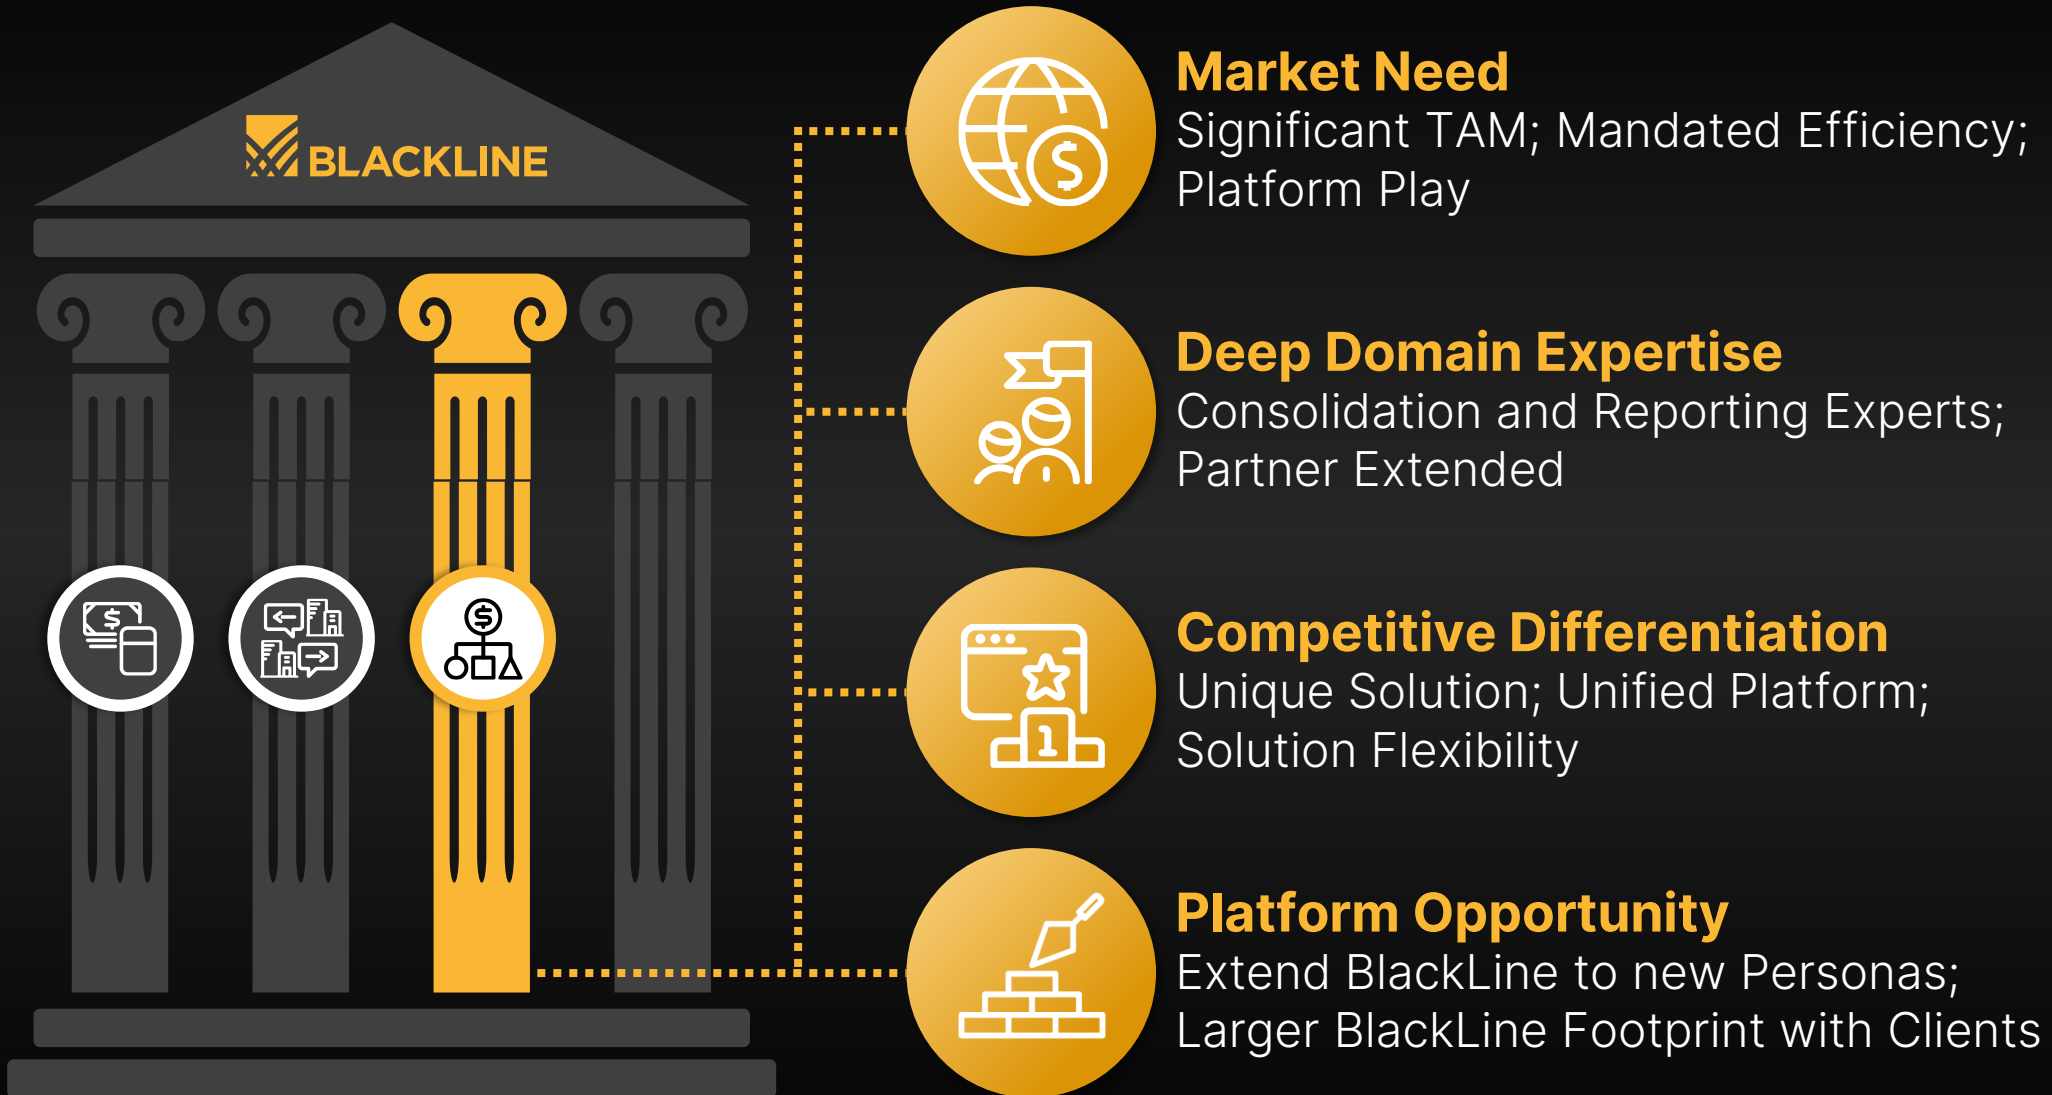 BLACKLINE
Market Need
Significant TAM; Mandated Efficiency;
Platform Play
Deep Domain Expertise
Consolidation and Reporting Experts;
Partner Extended
Competitive Differentiation
Unique Solution; Unified Platform;
Solution Flexibility
Platform Opportunity
Extend BlackLine to new Personas;
Larger BlackLine Footprint with Clients
$
$
$
1